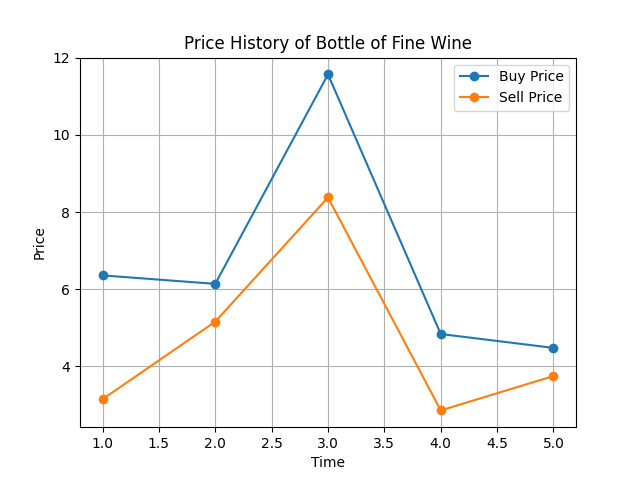 Price History of Bottle of Fine Wine
12
10
8
6
4
Price
Buy Price
Sell Price
1.0 1.5 2.0 2.5 3.0 3.5 4.0 4.5 5.0
Time